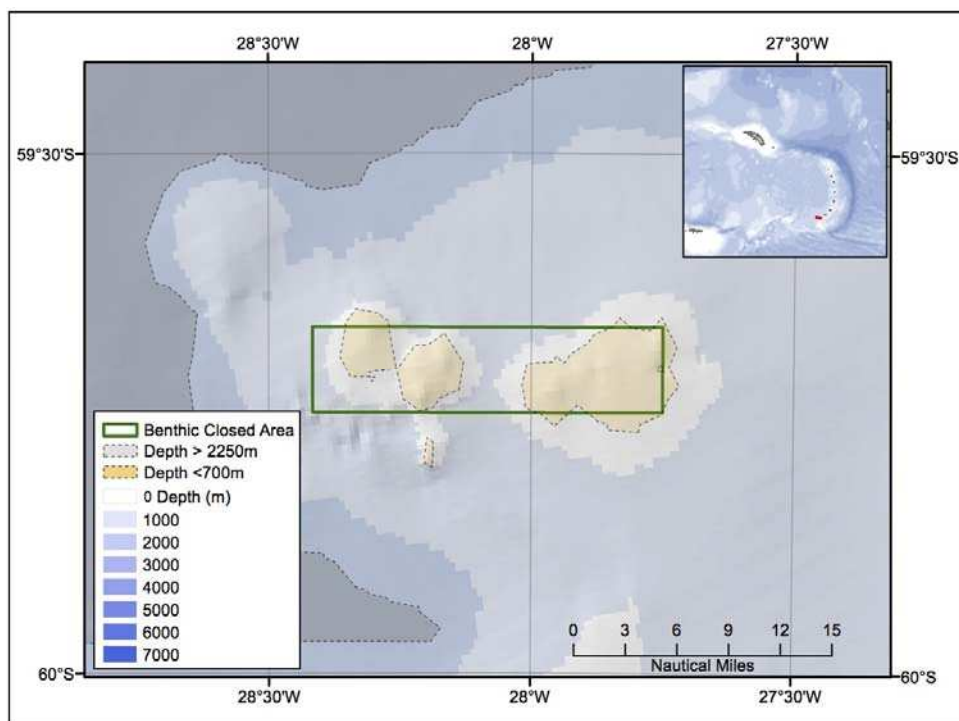 28°30'W 28°W 27°30'W
59°30'S 59°30'S
Benthic Closed Area
Depth > 2250m
Depth <700m
0 Depth (m)
1000
2000
3000
4000
5000
6000
7000
0 3 6 9 12 15
Nautical Miles
60°S 60°S
28°30'W 28°W 27°30'W